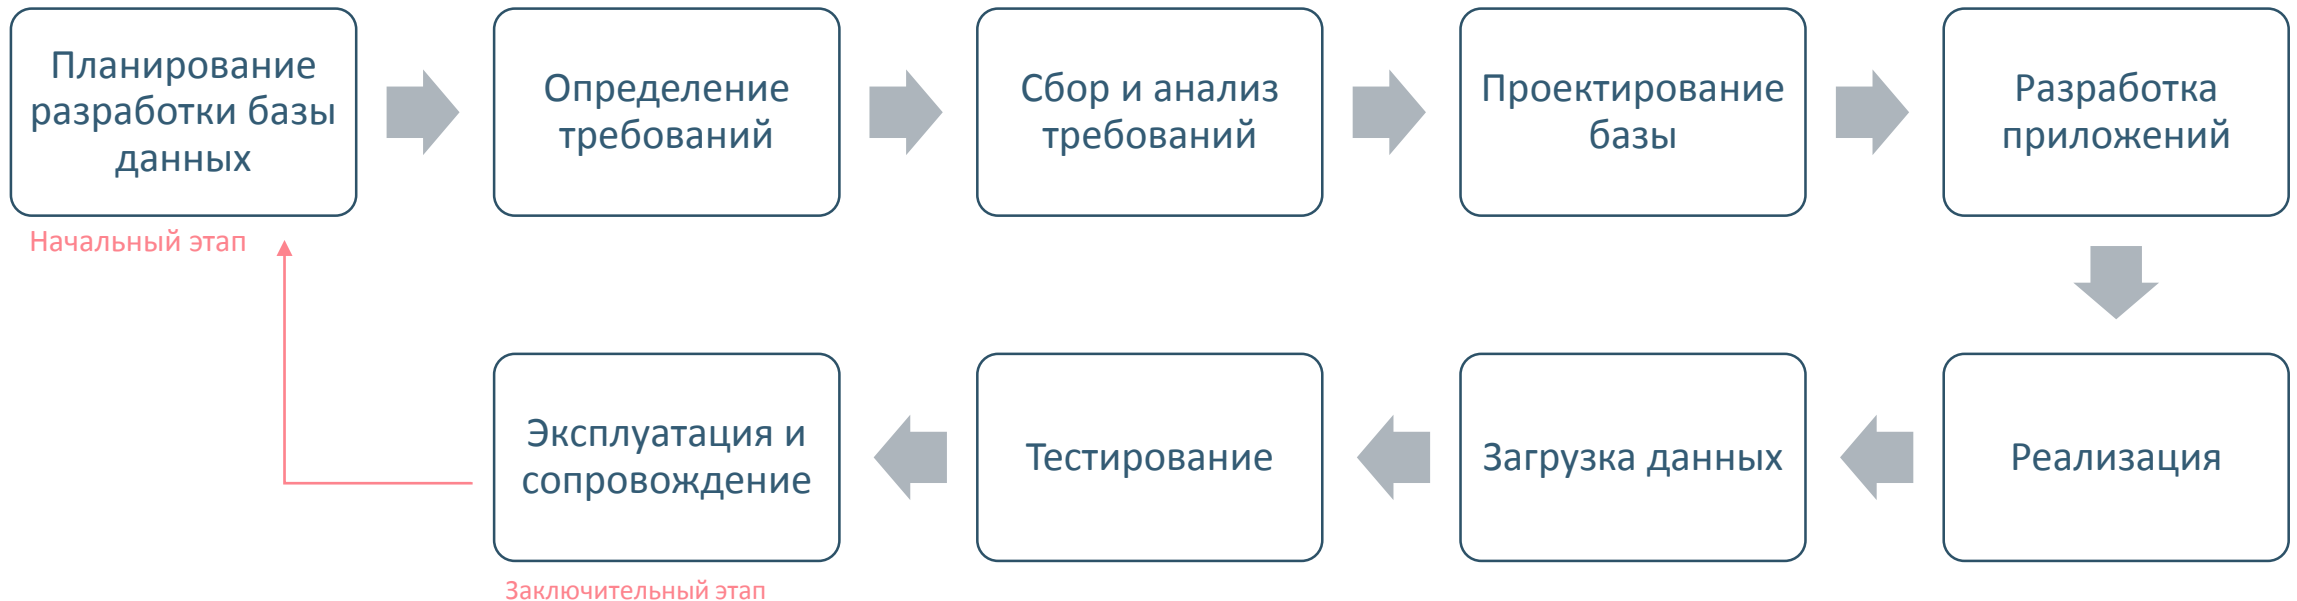 Планирование
разработки базы
данных
Определение
требований
Сбор и анализ
требований
Проектирование
базы
Разработка
приложений
Начальный этап
Эксплуатация и
сопровождение
Тестирование
Загрузка данных
Реализация
Заключительный этап